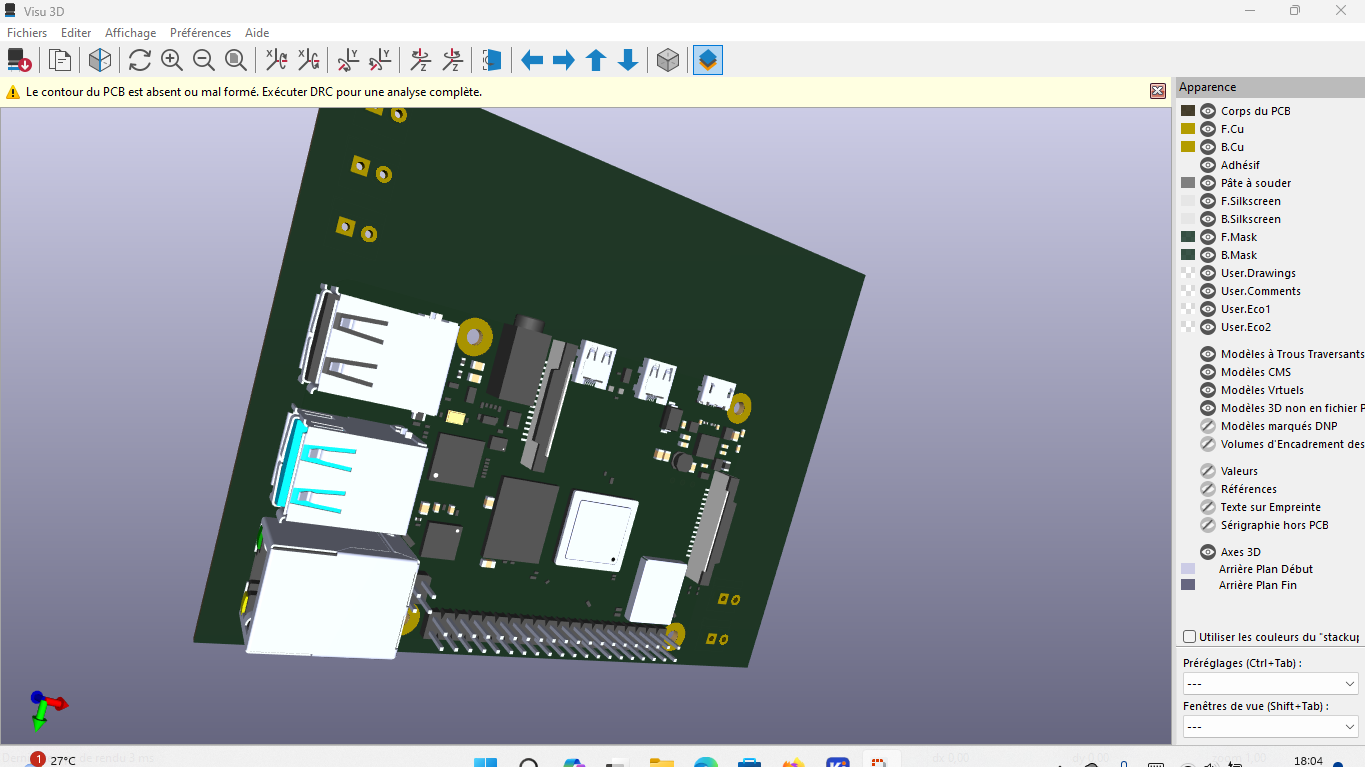 Visu 3D
Fichiers Editer Affichage Préférences Aide
Le contour du PCB est absent ou mal formé. Exécuter DRC pour une analyse complète.
Apparence
Corps du PCB
F.Cu
B.Cu
Adhésif
Pâte à souder
F.Silkscreen
B.Silkscreen
F.Mask
B.Mask
User.Drawings
User.Comments
User.Eco1
User.Eco2
Modèles à Trous Traversants
Modèles CMS
Modèles Vrtuels
Modèles 3D non en fichier P
Modèles marqués DNP
Volumes d'Encadrement des
Valeurs
Références
Texte sur Empreinte
Sérigraphie hors PCB
Axes 3D
Arrière Plan Début
Arrière Plan Fin
Utiliser les couleurs du "stackup
Préréglages (Ctrl+Tab) :
---
Fenêtres de vue (Shift+Tab) :
---
1
27°C
18:04